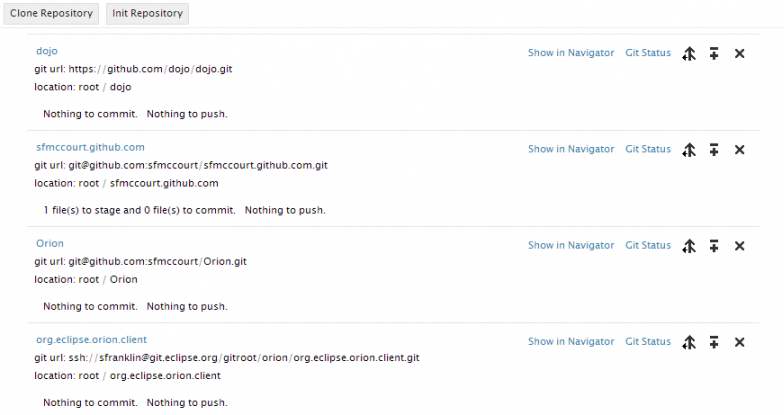 Clone Repository Init Repository
dojo Show in Navigator Git Status
git url: https://github.com/dojo/dojo.git
location: root / dojo
Nothing to commit. Nothing to push.
sfmccourt.github.com Show in Navigator Git Status
git url: git@github.com:sfmccourt/sfmccourt.github.com.git
location: root / sfmccourt.github.com
1 file(s) to stage and 0 file(s) to commit. Nothing to push.
Orion Show in Navigator Git Status
git url: git@github.com:sfmccourt/Orion.git
location: root / Orion
Nothing to commit. Nothing to push.
org.eclipse.orion.client Show in Navigator Git Status
git url: ssh://sfranklin@git.eclipse.org/gitroot/orion/org.eclipse.orion.client.git
location: root / org.eclipse.orion.client
Nothing to commit. Nothing to push.